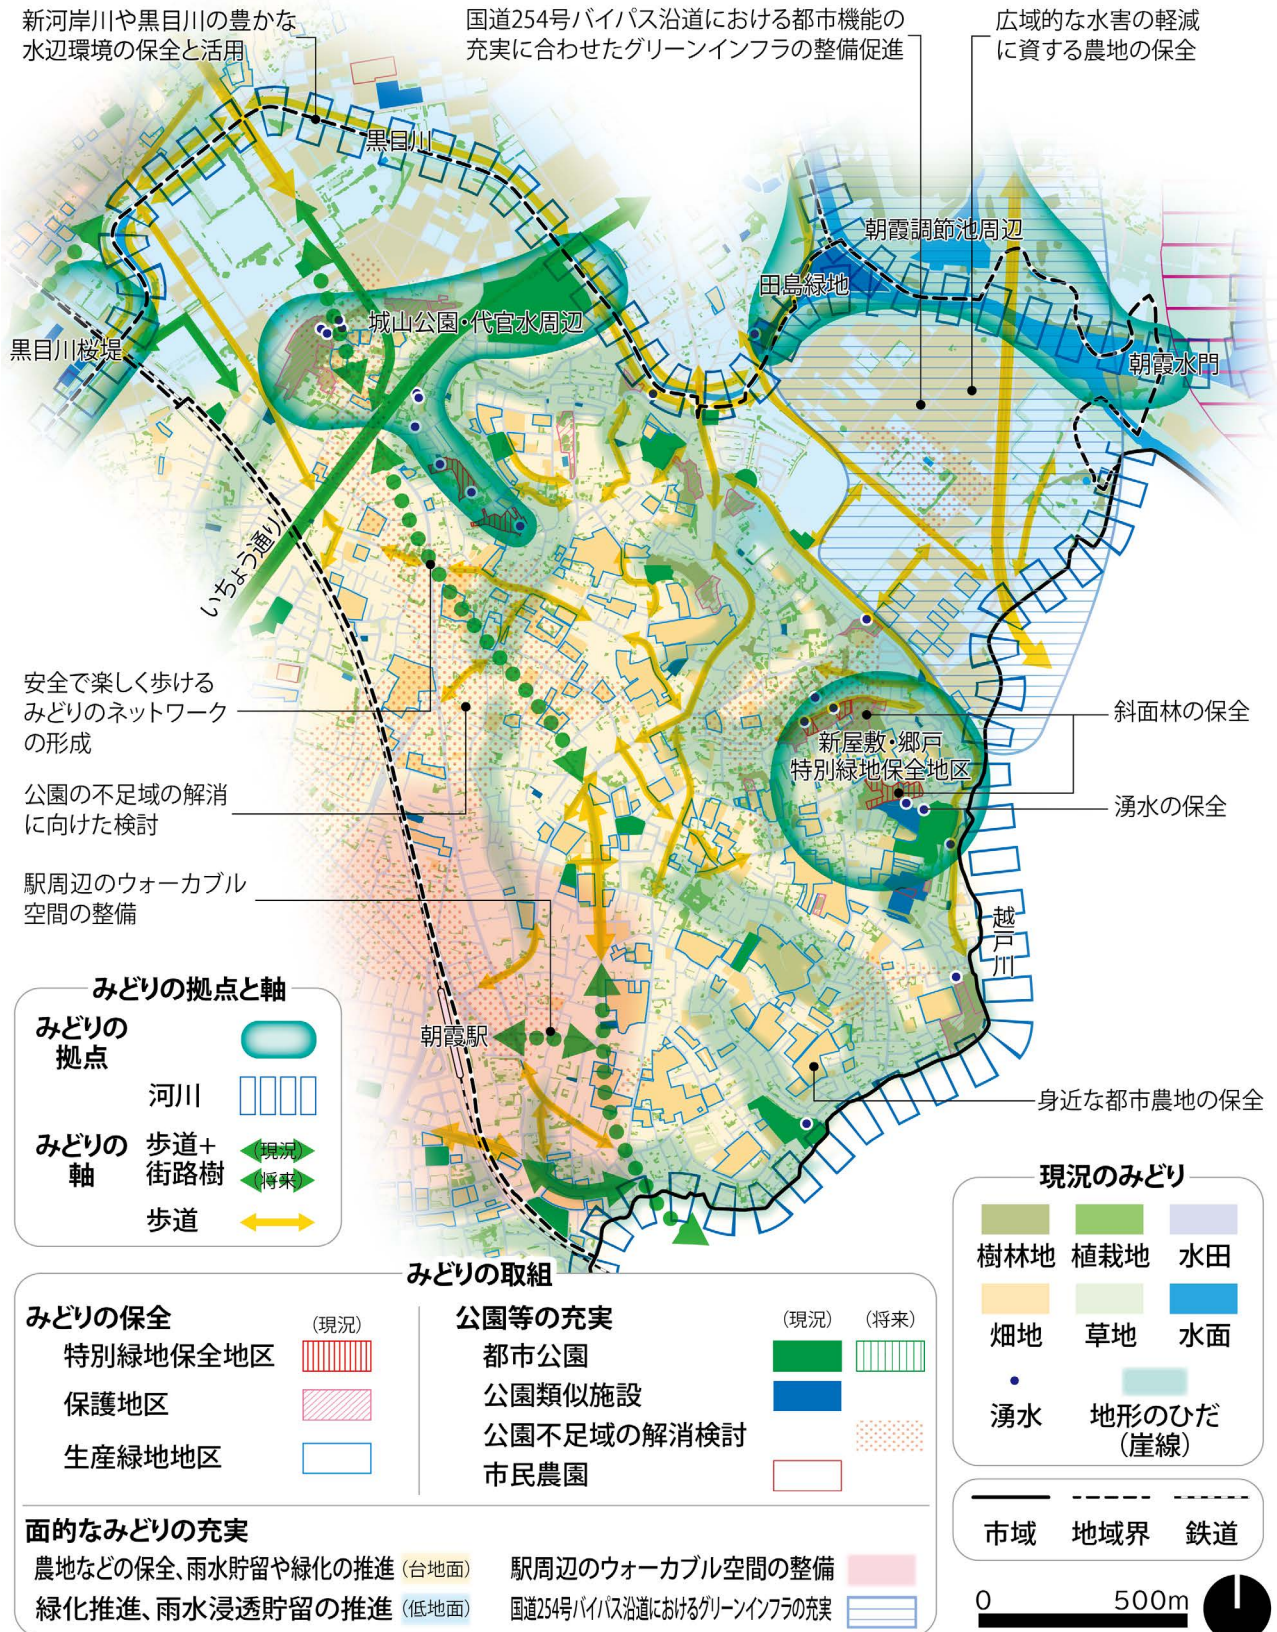 新河岸川や黒目川の豊かな
水辺環境の保全と活用
国道254号バイパス沿道における都市機能の
充実に合わせたグリーンインフラの整備促進
広域的な水害の軽減
に資する農地の保全
黒目川
朝霞調節池周辺
田島緑地
城山公園・代官水周辺
黒目川桜堤
朝霞水門
いちょう通り
安全で楽しく歩ける
みどりのネットワーク
の形成
斜面林の保全
新屋敷・郷戸
特別緑地保全地区
公園の不足域の解消
に向けた検討
湧水の保全
駅周辺のウォーカブル
空間の整備
越戸川
朝霞駅
身近な都市農地の保全
みどりの拠点と軸
みどりの
拠点
河川
みどりの
軸
歩道+
街路樹
(現況)
(将来)
歩道
現況のみどり
樹林地
植栽地
水田
畑地
草地
水面
湧水
地形のひだ
(崖線)
市域
地域界
鉄道
0
500m
みどりの取組
みどりの保全
(現況)
特別緑地保全地区
保護地区
生産緑地地区
公園等の充実
(現況)
(将来)
都市公園
公園類似施設
公園不足域の解消検討
市民農園
面的なみどりの充実
農地などの保全、雨水貯留や緑化の推進
(台地面)
緑化推進、雨水浸透貯留の推進
(低地面)
駅周辺のウォーカブル空間の整備
国道254号バイパス沿道におけるグリーンインフラの充実